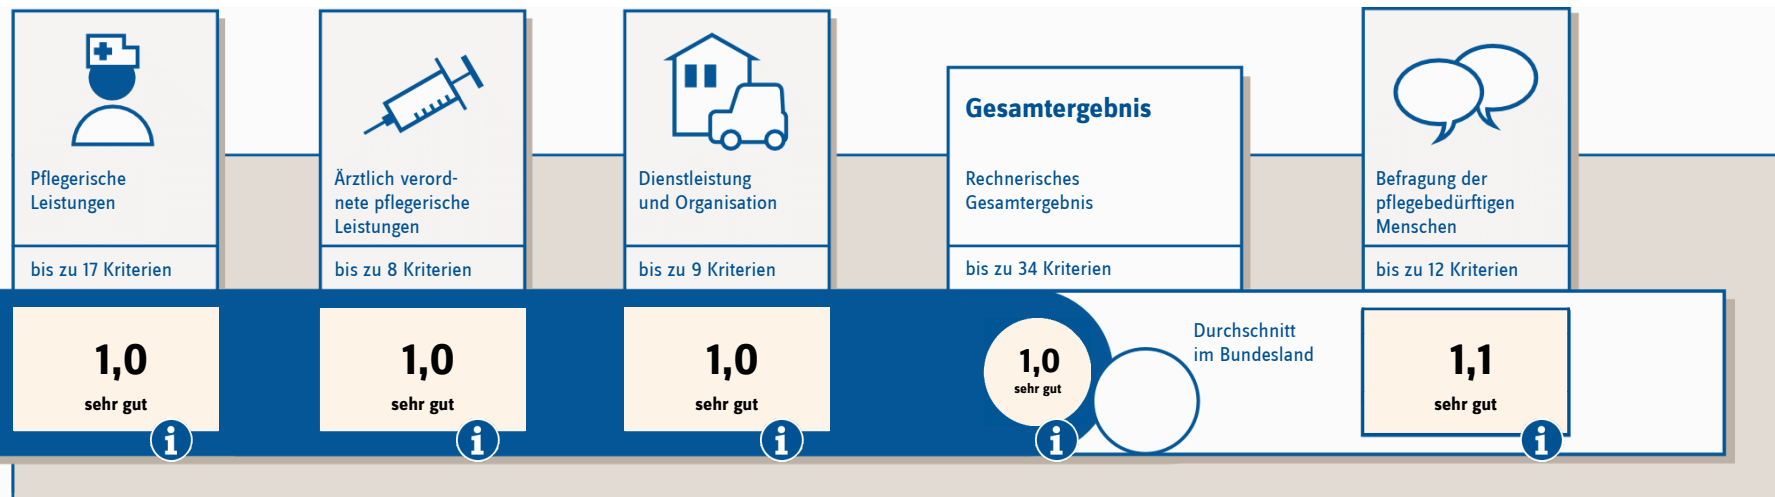 Pflegerische
Leistungen
bis zu 17 Kriterien
1,0
sehr gut
i
Ärztlich verord-
nete pflegerische
Leistungen
bis zu 8 Kriterien
1,0
sehr gut
i
Dienstleistung
und Organisation
bis zu 9 Kriterien
1,0
sehr gut
i
Gesamtergebnis
Rechnerisches
Gesamtergebnis
bis zu 34 Kriterien
1,0
sehr gut
i
Durchschnitt
im Bundesland
Befragung der
pflegebedürftigen
Menschen
bis zu 12 Kriterien
1,1
sehr gut
i